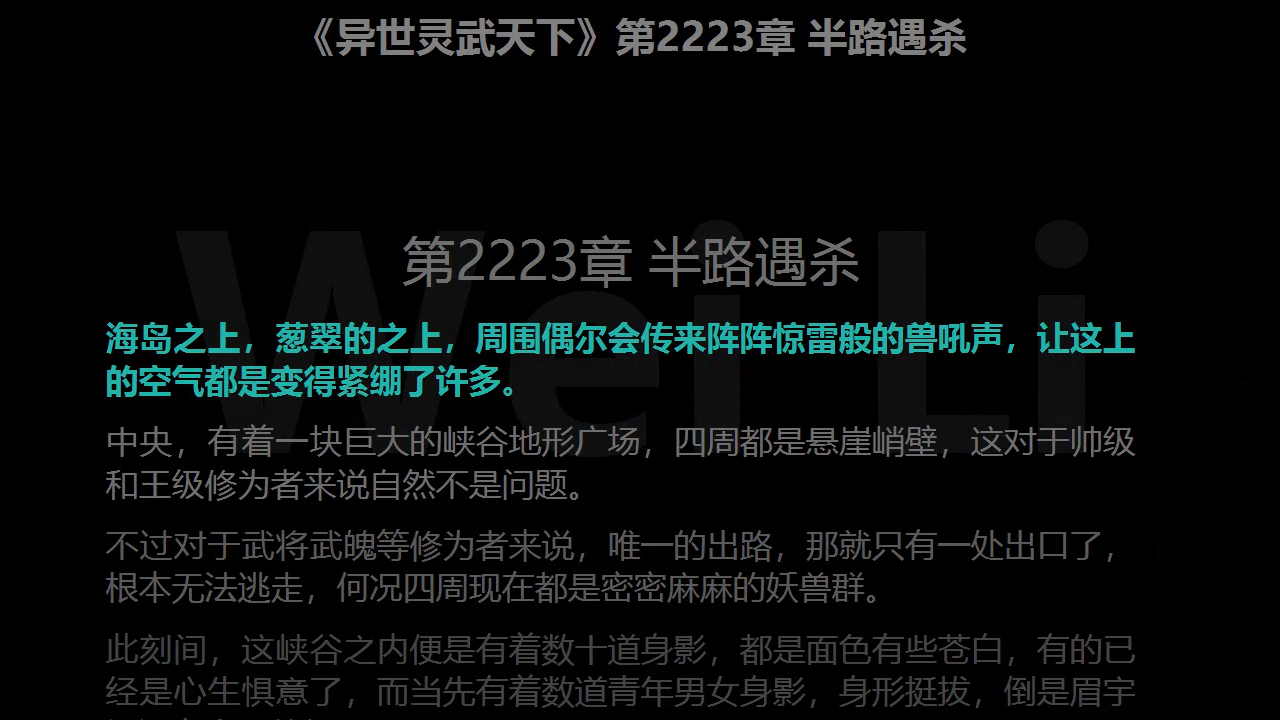 《异世灵武天下》第2223章 半路遇杀
Wei Li
第2223章 半路遇杀
海岛之上，葱翠的之上，周围偶尔会传来阵阵惊雷般的兽吼声，让这上
的空气都是变得紧绷了许多。
中央，有着一块巨大的峡谷地形广场，四周都是悬崖峭壁，这对于帅级
和王级修为者来说自然不是问题。
不过对于武将武魄等修为者来说，唯一的出路，那就只有一处出口了，
根本无法逃走，何况四周现在都是密密麻麻的妖兽群。
此刻间，这峡谷之内便是有着数十道身影，都是面色有些苍白，有的已
经是心生惧意了，而当先有着数道青年男女身影，身形挺拔，倒是眉宇